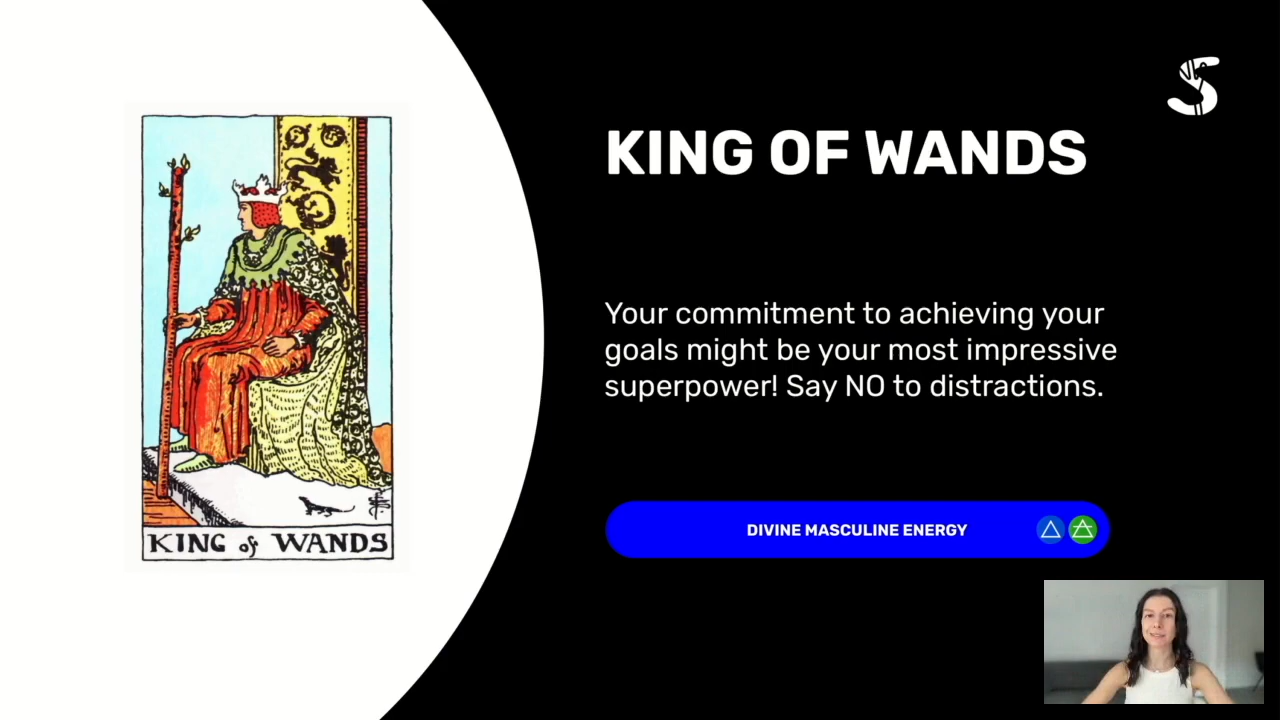 KING OF WANDS
Your commitment to achieving your
goals might be your most impressive
superpower! Say NO to distractions.
DIVINE MASCULINE ENERGY
KING of WANDS